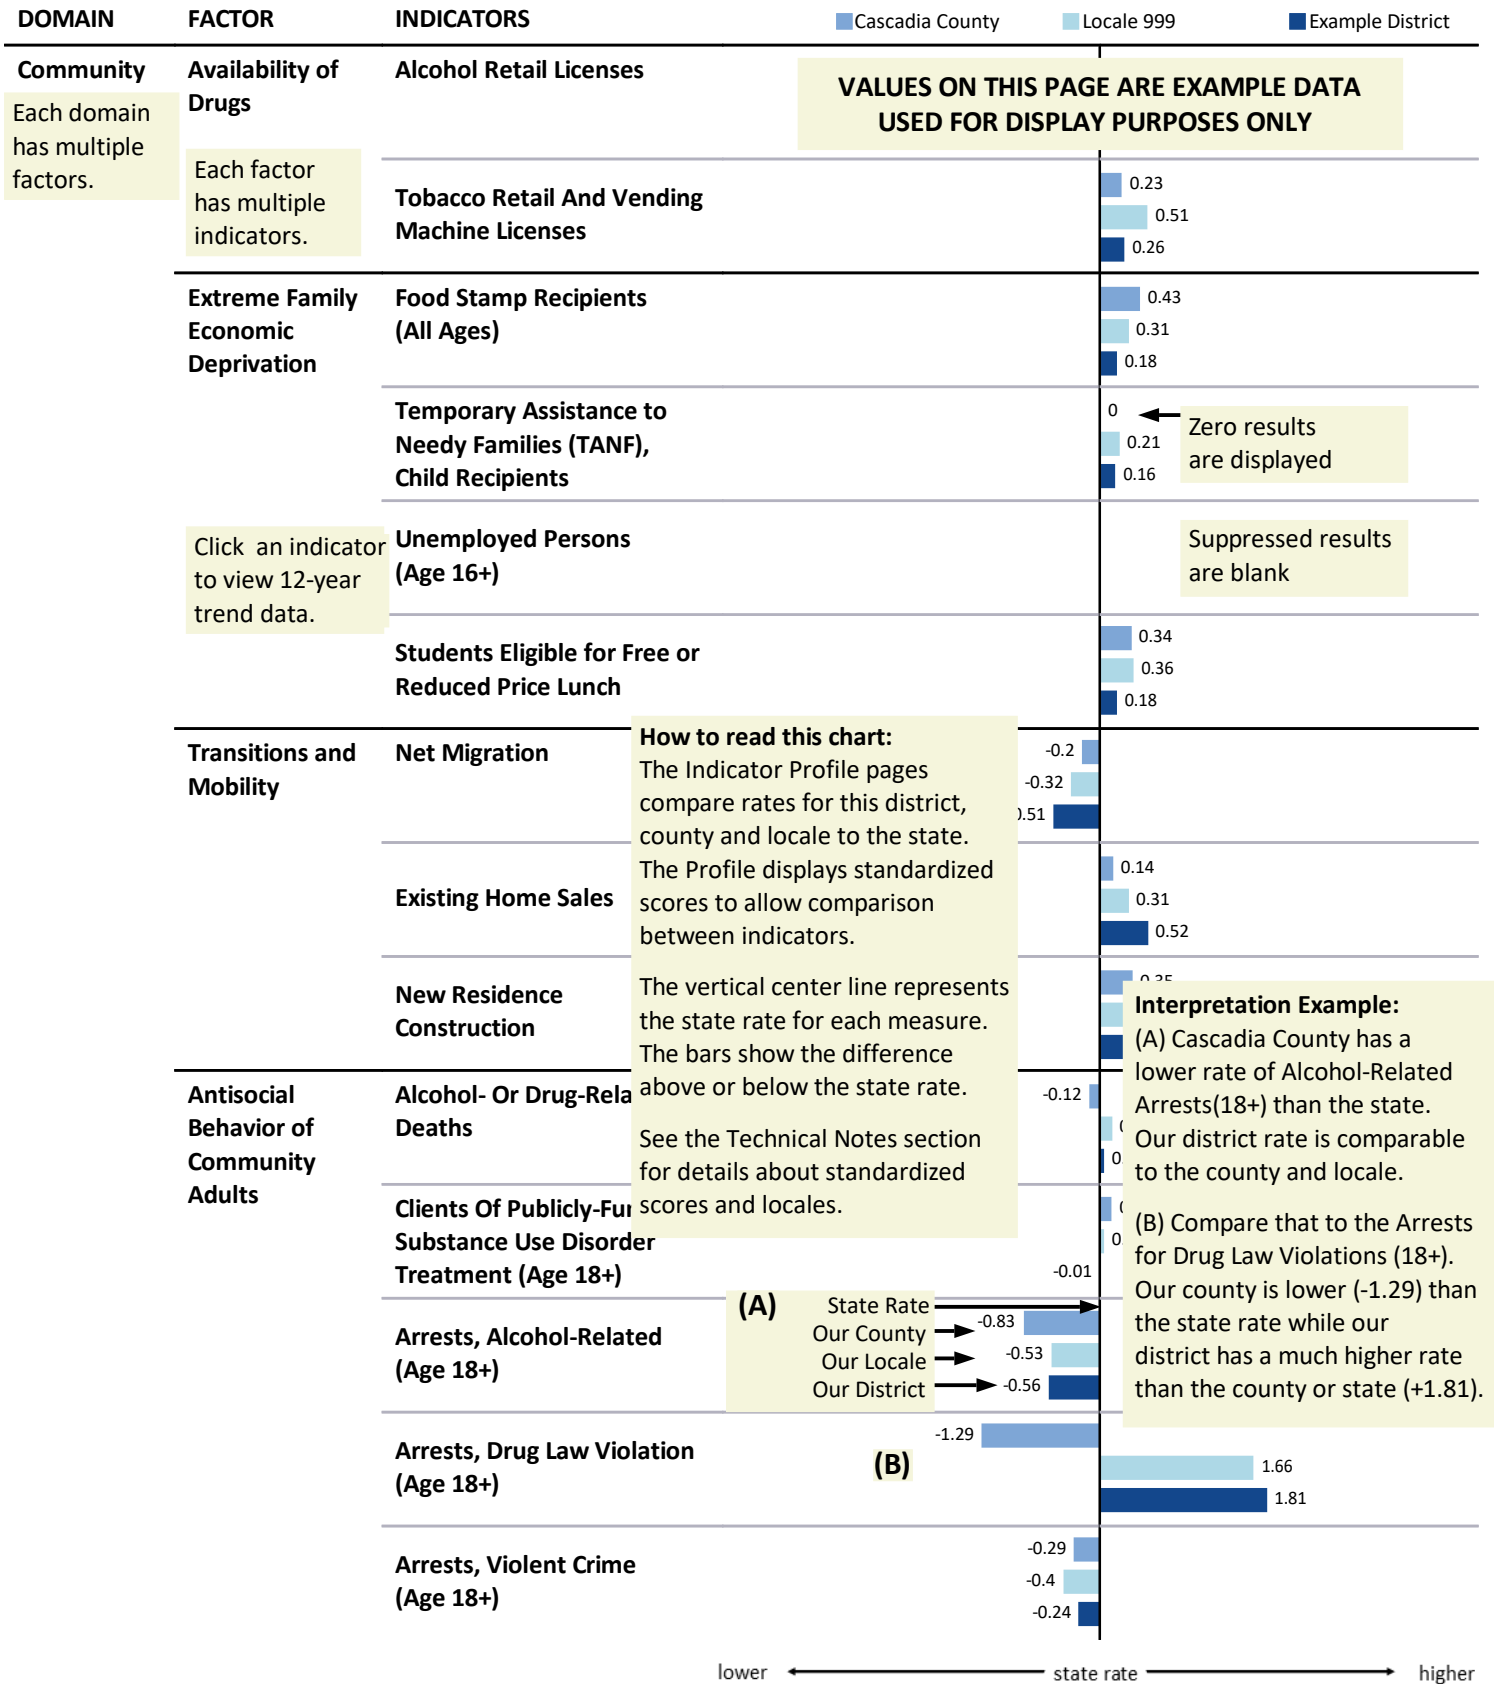 DOMAIN FACTOR INDICATORS Cascadia County Locale 999 Example District
Community
Each domain
has multiple
factors.
Availability of
Drugs
Each factor
has multiple
indicators.
Alcohol Retail Licenses
VALUES ON THIS PAGE ARE EXAMPLE DATA
USED FOR DISPLAY PURPOSES ONLY
Tobacco Retail And Vending
Machine Licenses
0.23
0.51
0.26
Extreme Family
Economic
Deprivation
Food Stamp Recipients
(All Ages)
0.43
0.31
0.18
Temporary Assistance to
Needy Families (TANF),
Child Recipients
0
0.21
0.16
Zero results
are displayed
Click an indicator
to view 12-year
trend data.
Unemployed Persons
(Age 16+)
Suppressed results
are blank
Students Eligible for Free or
Reduced Price Lunch
0.34
0.36
0.18
Transitions and
Mobility
Net Migration
-0.2
-0.32
.51
How to read this chart:
The Indicator Profile pages
compare rates for this district,
county and locale to the state.
The Profile displays standardized
scores to allow comparison
between indicators.
The vertical center line represents
the state rate for each measure.
The bars show the difference
above or below the state rate.
See the Technical Notes section
for details about standardized
scores and locales.
Existing Home Sales
0.14
0.31
0.52
New Residence
Construction
Interpretation Example:
(A) Cascadia County has a
lower rate of Alcohol-Related
Arrests(18+) than the state.
Our district rate is comparable
to the county and locale.
(B) Compare that to the Arrests
for Drug Law Violations (18+).
Our county is lower (-1.29) than
the state rate while our
district has a much higher rate
than the county or state (+1.81).
Antisocial
Behavior of
Community
Adults
Alcohol- Or Drug-Rela
Deaths
-0.12
0.
Clients Of Publicly-Fu
Substance Use Disorder
Treatment (Age 18+)
0.
-0.01
Arrests, Alcohol-Related
(Age 18+)
(A)
State Rate
Our County
Our Locale
Our District
-0.83
-0.53
-0.56
Arrests, Drug Law Violation
(Age 18+)
(B)
-1.29
1.66
1.81
Arrests, Violent Crime
(Age 18+)
-0.29
-0.4
-0.24
lower state rate higher